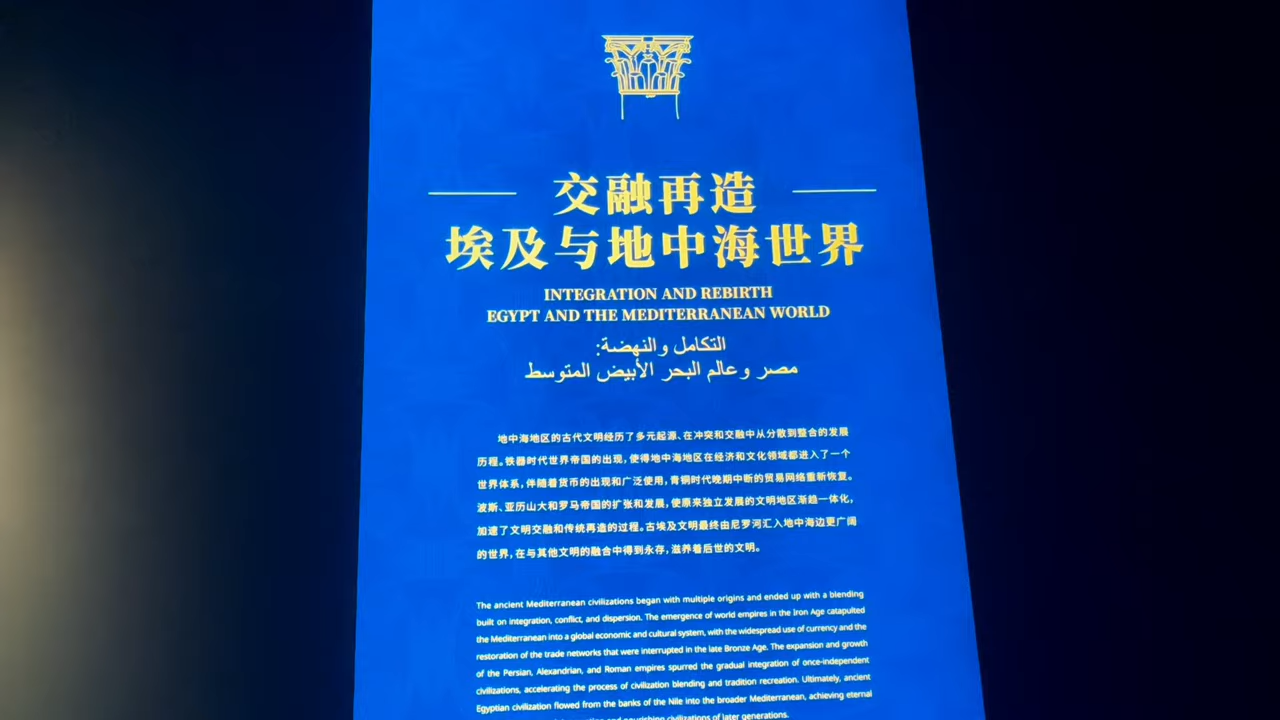 交融再造
埃及与地中海世界
INTEGRATION AND REBIRTH
EGYPT AND THE MEDITERRANEAN WORLD
التكامل والنهضة:
مصر وعالم البحر الأبيض المتوسط
地中海地区的古代文明经历了多元起源、在冲突和交融中从分散到整合的发展
历程。铁器时代世界帝国的出现，使得地中海地区在经济和文化领域都进入了一个
世界体系，伴随着货币的出现和广泛使用，青铜时代晚期中断的贸易网络重新恢复。
波斯、亚历山大和罗马帝国的扩张和发展，使原来独立发展的文明地区渐趋一体化，
加速了文明交融和传统再造的过程。古埃及文明最终由尼罗河汇入地中海边更广阔
的世界，在与其他文明的融合中得到永存，滋养着后世的文明。
The ancient Mediterranean civilizations began with multiple origins and ended up with a blending
built on integration, conflict, and dispersion. The emergence of world empires in the Iron Age catapulted
the Mediterranean into a global economic and cultural system, with the widespread use of currency and the
restoration of the trade networks that were interrupted in the late Bronze Age. The expansion and growth
of the Persian, Alexandrian, and Roman empires spurred the gradual integration of once-independent
civilizations, accelerating the process of civilization blending and tradition recreation. Ultimately, ancient
Egyptian civilization flowed from the banks of the Nile into the broader Mediterranean, achieving eternal
and nourishing civilizations of later generations.